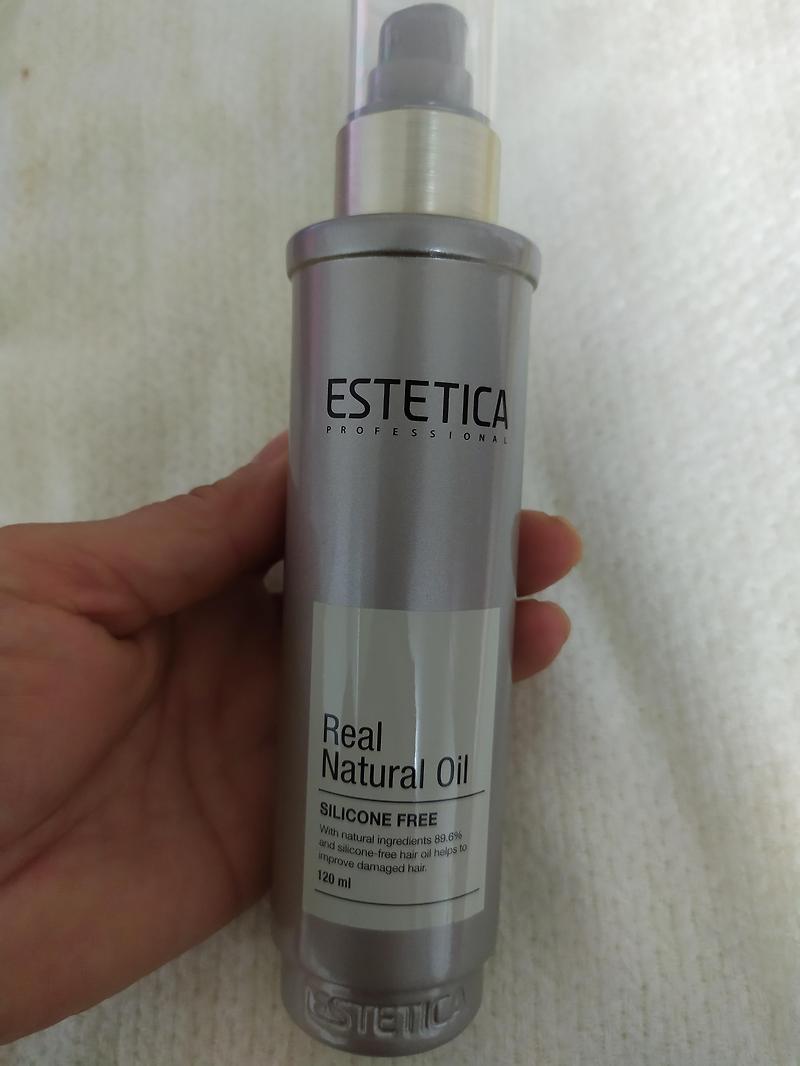 ESTETICA
PROFESSIONAL
Real
Natural Oil
SILICONE FREE
With natural ingredients 89.6%
and silicone-free hair oil helps to
improve damaged hair.
120 ml
ESTETICA